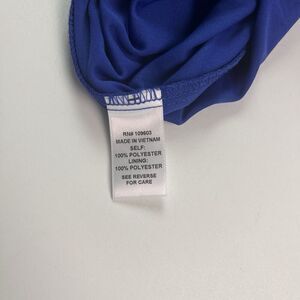 RN# 109603
MADE IN VIETNAM
SELF:
100% POLYESTER
LINING:
100% POLYESTER
SEE REVERSE
FOR CARE